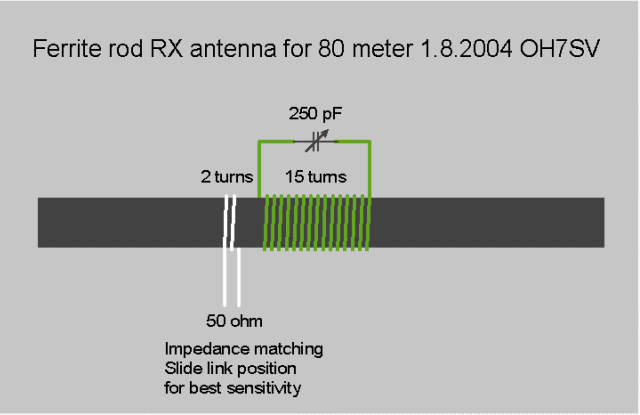 Ferrite rod RX antenna for 80 meter 1.8.2004 OH7SV
250 pF
2 turns 15 turns
50 ohm
Impedance matching
Slide link position
for best sensitivity